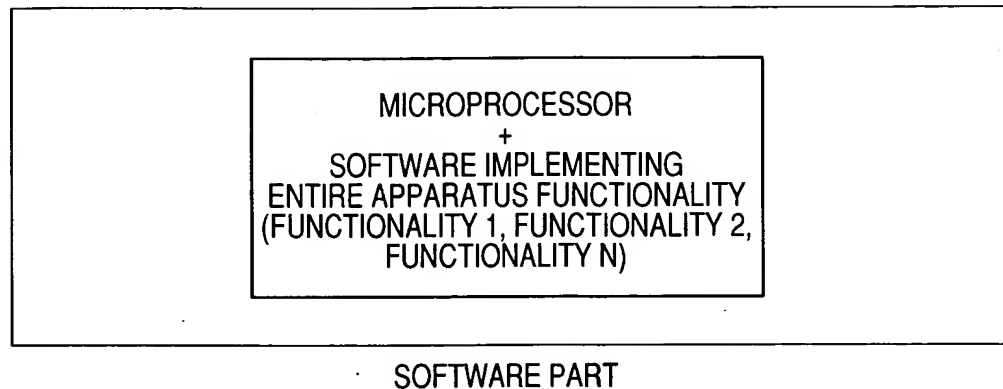 MICROPROCESSOR
+
SOFTWARE IMPLEMENTING
ENTIRE APPARATUS FUNCTIONALITY
(FUNCTIONALITY 1, FUNCTIONALITY 2,
FUNCTIONALITY N)
SOFTWARE PART